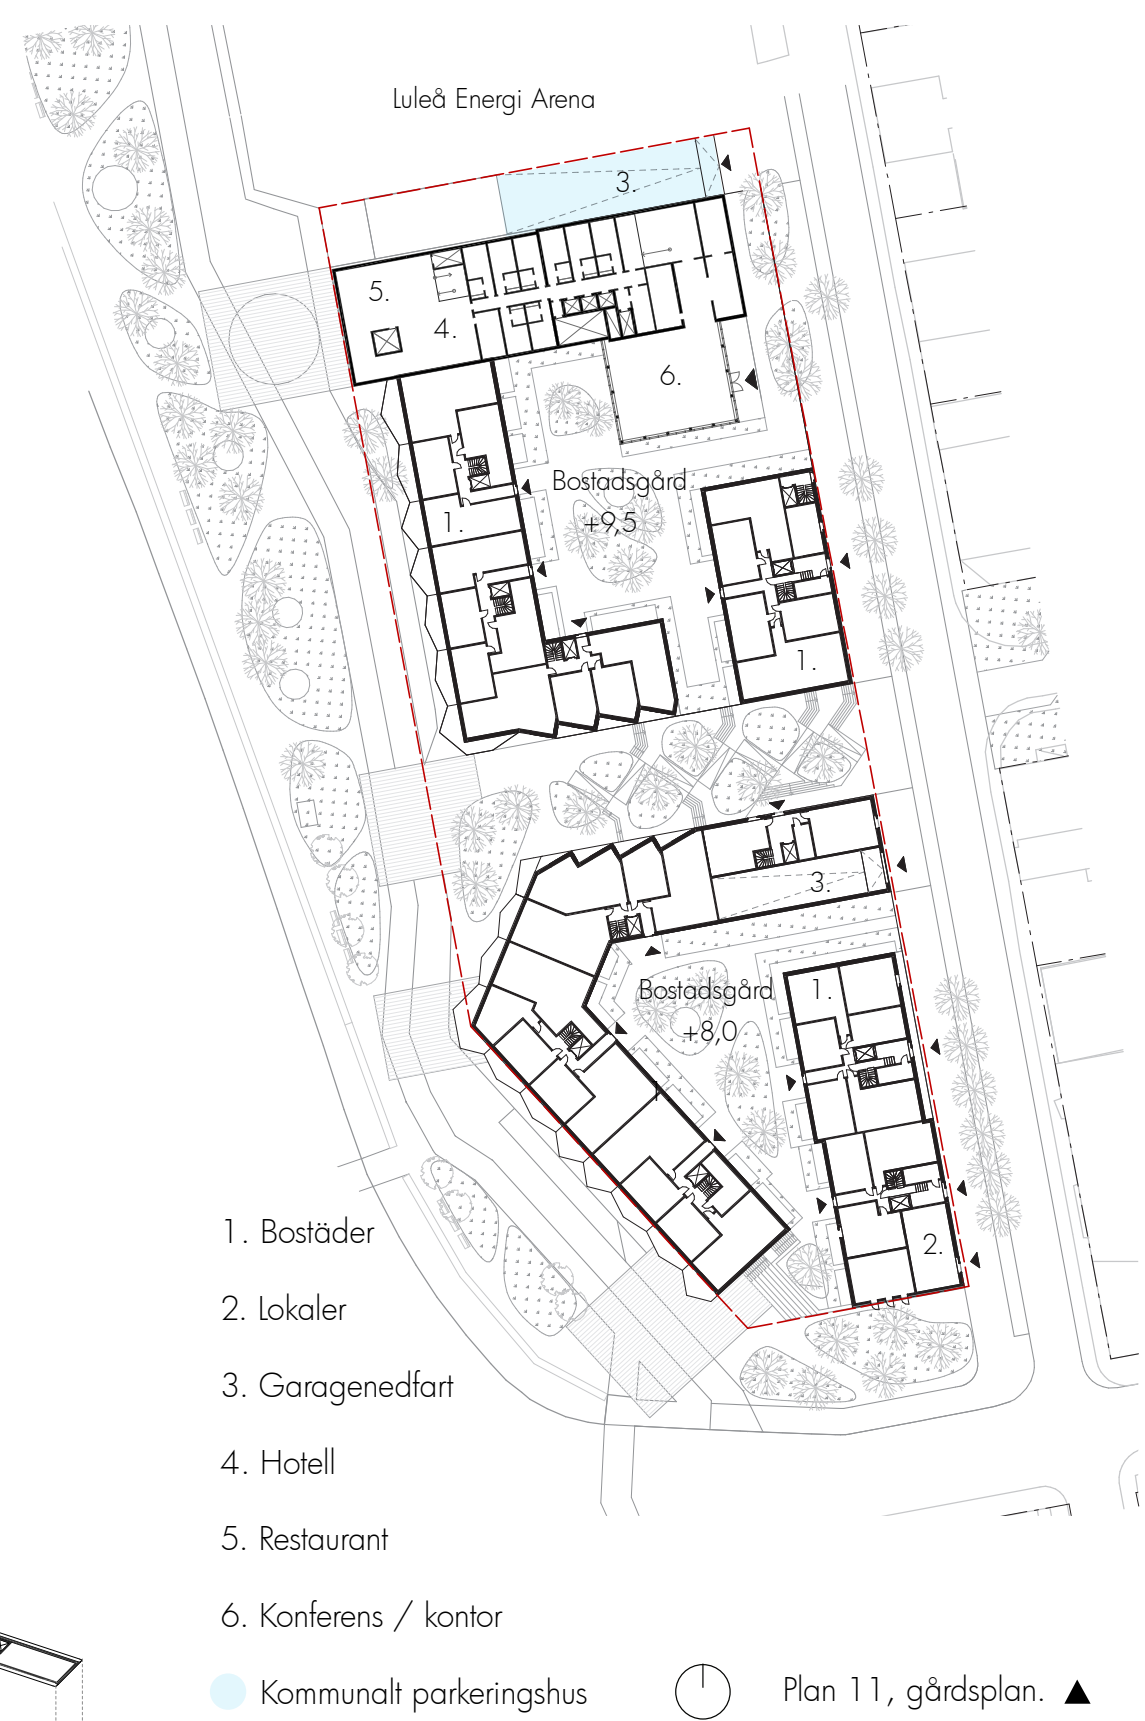 Luleå Energi Arena
3.
5.
4.
6.
Bostadsgård
+9,5
1.
1.
3.
Bostadsgård
+8,0
1.
1
2.
1. Bostäder
2. Lokaler
3. Garagenedfart
4. Hotell
5. Restaurant
6. Konferens / kontor
Kommunalt parkeringshus
Plan 11, gårdsplan.